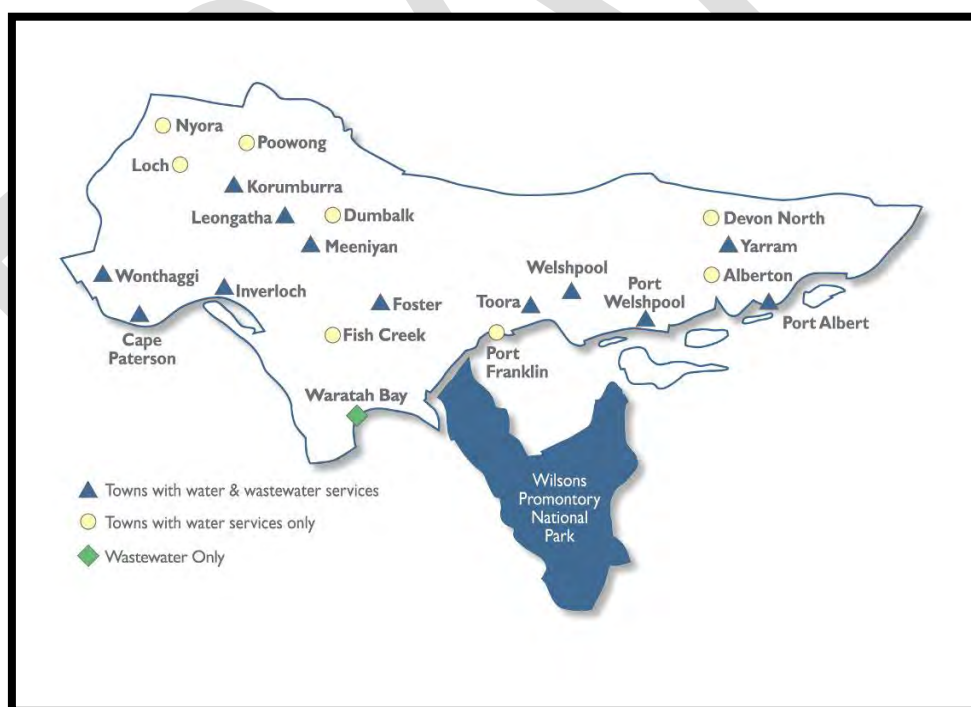 Nyora
Poowong
Loch
Korumburra
Leongatha
Dumbalk
Devon North
Meeniyan
Yarram
Wonthaggi
Welshpool
Alberton
Inverloch
Port
Welshpool
Foster
Toora
Port Albert
Cape
Paterson
Fish Creek
Port
Franklin
Waratah Bay
Wilsons
Promontory
National
Park
Towns with water & wastewater services
Towns with water services only
Wastewater Only